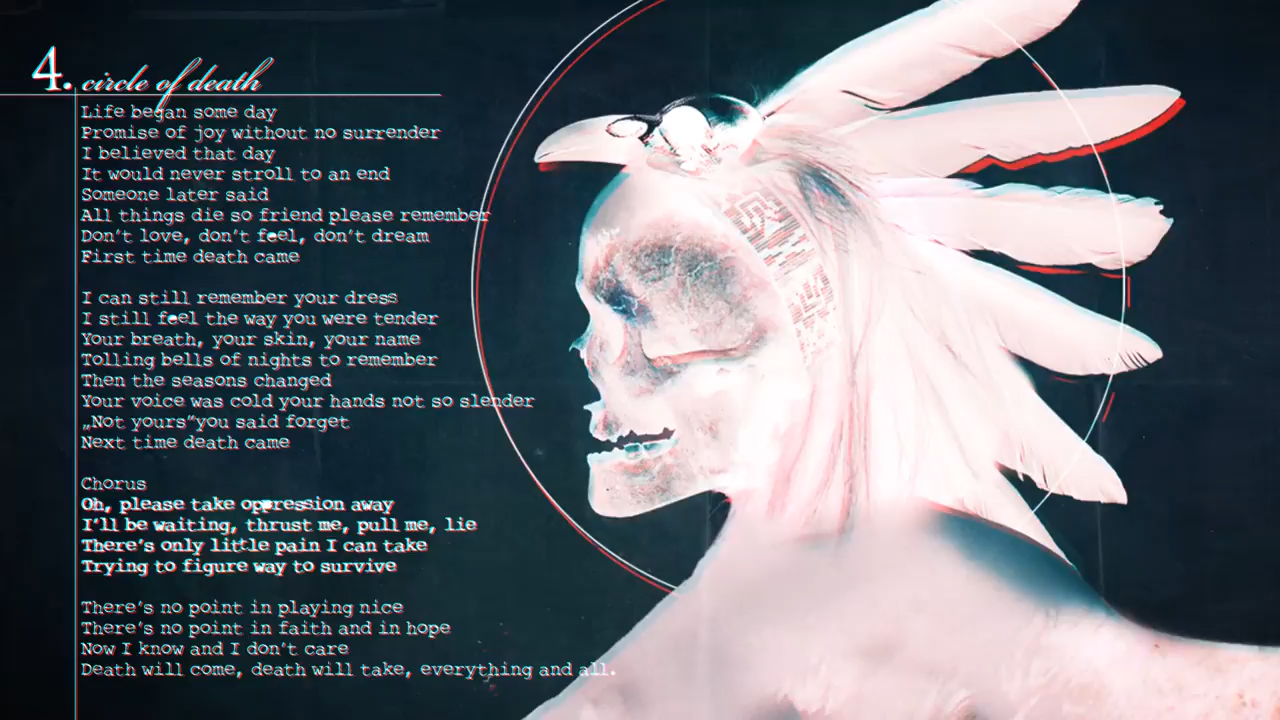 4. circle of death
Life began some day
Promise of joy without no surrender
I believed that day
It would never stroll to an end
Someone later said
All things die so friend please remember
Don't love, don't feel, don't dream
First time death came
I can still remember your dress
I still feel the way you were tender
Your breath, your skin, your name
Tolling bells of nights to remember
Then the seasons changed
Your voice was cold your hands not so slender
„Not yours”you said forget
Next time death came
Chorus
Oh, please take oppression away
I'll be waiting, thrust me, pull me, lie
There's only little pain I can take
Trying to figure way to survive
There's no point in playing nice
There's no point in faith and in hope
Now I know and I don't care
Death will come, death will take, everything and all.